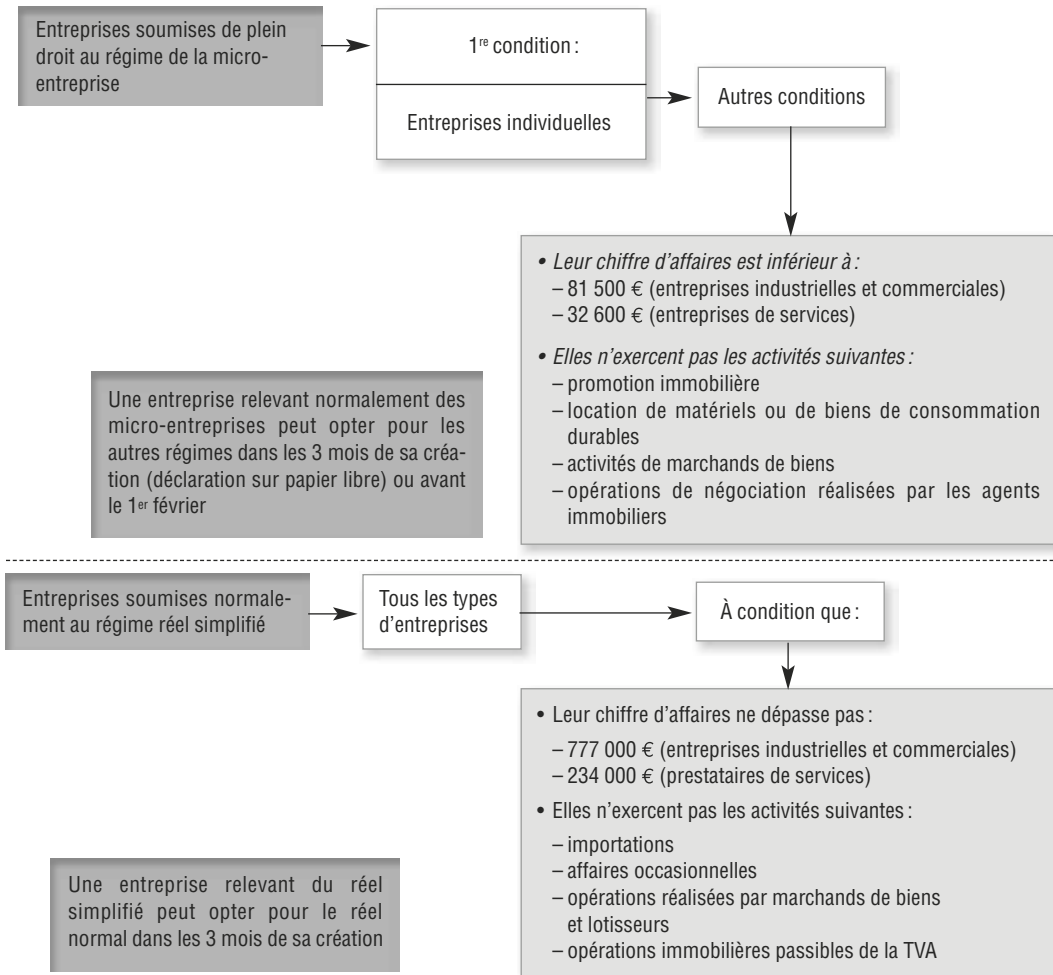 Entreprises soumises de plein
droit au régime de la micro-
entreprise
1re condition :
Entreprises individuelles
Autres conditions
• Leur chiffre d'affaires est inférieur à :
– 81 500 € (entreprises industrielles et commerciales)
– 32 600 € (entreprises de services)
• Elles n'exercent pas les activités suivantes :
– promotion immobilière
– location de matériels ou de biens de consommation
durables
– activités de marchands de biens
– opérations de négociation réalisées par les agents
immobiliers
Une entreprise relevant normalement des
micro-entreprises peut opter pour les
autres régimes dans les 3 mois de sa créa-
tion (déclaration sur papier libre) ou avant
le 1er février
Entreprises soumises normale-
ment au régime réel simplifié
Tous les types
d'entreprises
À condition que :
• Leur chiffre d'affaires ne dépasse pas :
– 777 000 € (entreprises industrielles et commerciales)
– 234 000 € (prestataires de services)
• Elles n'exercent pas les activités suivantes :
– importations
– affaires occasionnelles
– opérations réalisées par marchands de biens
et lotisseurs
– opérations immobilières passibles de la TVA
Une entreprise relevant du réel
simplifié peut opter pour le réel
normal dans les 3 mois de sa création